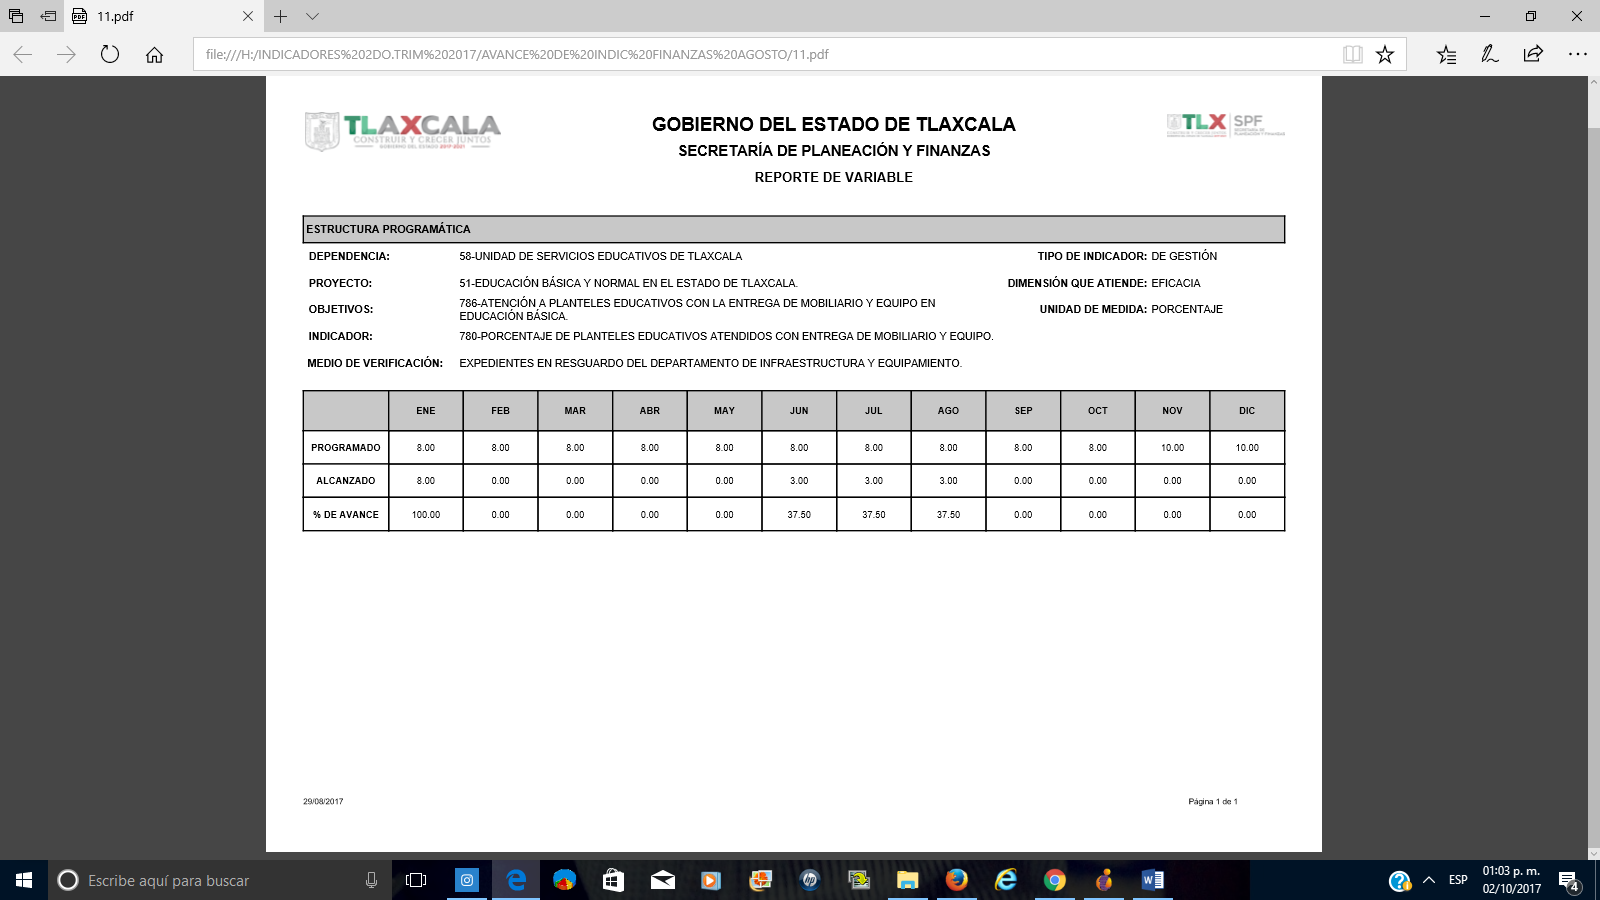 11.pdf
file:///H:/INDICADORES%202DO.TRIM%202017/AVANCE%20DE%20INDIC%20FINANZAS%20AGOSTO/11.pdf
TLAXCALA
CONSTRUIR Y CRECER JUNTOS
GOBIERNO DEL ESTADO 2017-2021
GOBIERNO DEL ESTADO DE TLAXCALA
SECRETARÍA DE PLANEACIÓN Y FINANZAS
REPORTE DE VARIABLE
TLX SPF
ESTRUCTURA PROGRAMÁTICA
DEPENDENCIA: 58-UNIDAD DE SERVICIOS EDUCATIVOS DE TLAXCALA TIPO DE INDICADOR: DE GESTIÓN
PROYECTO: 51-EDUCACIÓN BÁSICA Y NORMAL EN EL ESTADO DE TLAXCALA. DIMENSIÓN QUE ATIENDE: EFICACIA
OBJETIVOS: 786-ATENCIÓN A PLANTELES EDUCATIVOS CON LA ENTREGA DE MOBILIARIO Y EQUIPO EN EDUCACIÓN BÁSICA. UNIDAD DE MEDIDA: PORCENTAJE
INDICADOR: 780-PORCENTAJE DE PLANTELES EDUCATIVOS ATENDIDOS CON ENTREGA DE MOBILIARIO Y EQUIPO.
MEDIO DE VERIFICACIÓN: EXPEDIENTES EN RESGUARDO DEL DEPARTAMENTO DE INFRAESTRUCTURA Y EQUIPAMIENTO.
ENE FEB MAR ABR MAY JUN JUL AGO SEP OCT NOV DIC
PROGRAMADO 8.00 8.00 8.00 8.00 8.00 8.00 8.00 8.00 8.00 8.00 10.00 10.00
ALCANZADO 8.00 0.00 0.00 0.00 0.00 3.00 3.00 3.00 0.00 0.00 0.00 0.00
% DE AVANCE 100.00 0.00 0.00 0.00 0.00 37.50 37.50 37.50 0.00 0.00 0.00 0.00
29/08/2017 Página 1 de 1
Escribe aquí para buscar
ESP
01:03 p. m.
02/10/2017
4